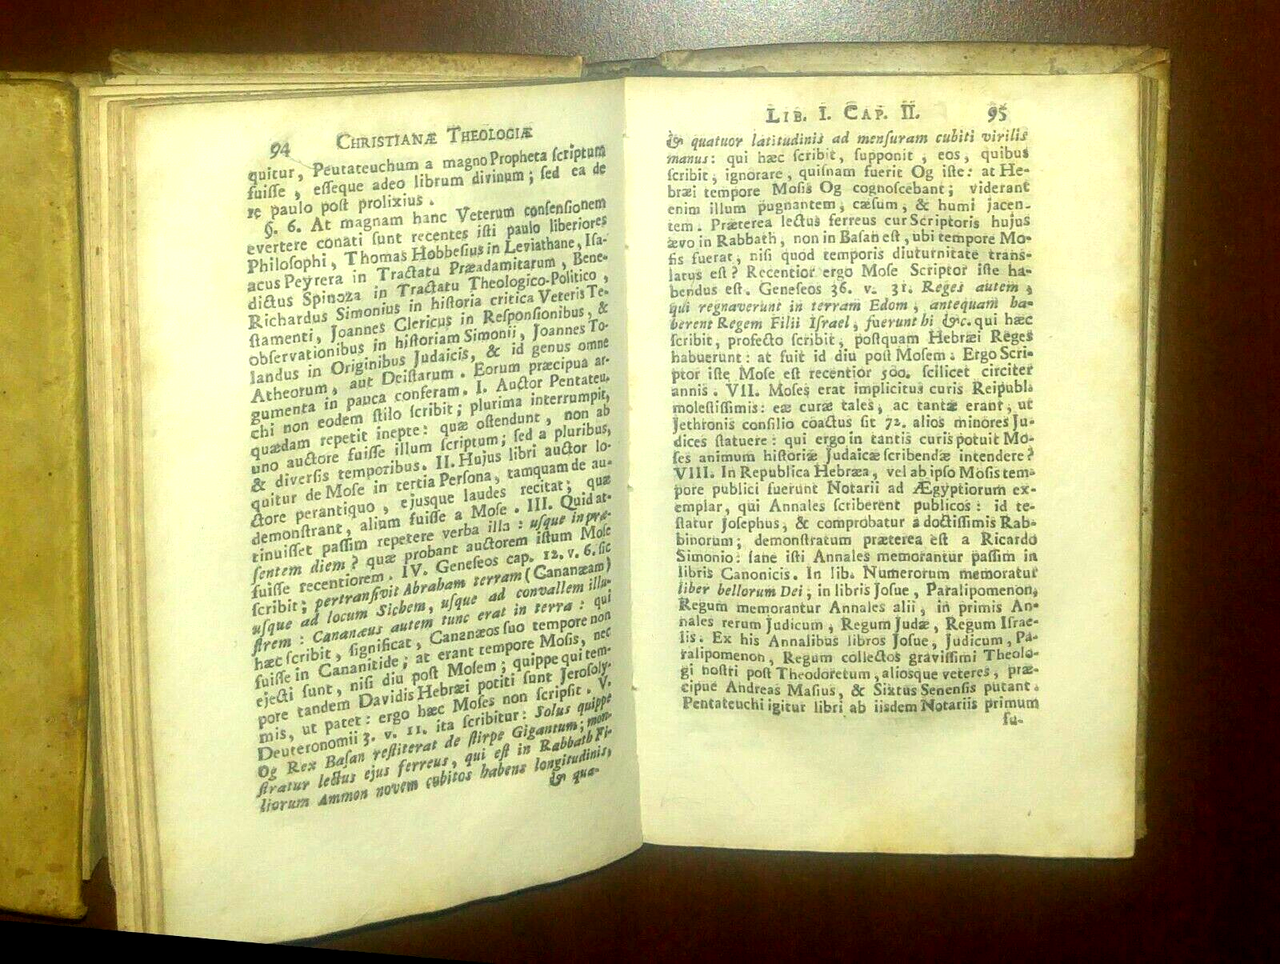 94 CHRISTIANÆ THEOLOGIÆ
quitur, Peutateuchum a magno Propheta ſcriptum
fuiſſe, eſſeque adeo librum divinum; ſed ea de
re paulo poſt prolixius.
§. 6. At magnam hanc Veterum conſenſionem
evertere conati ſunt recentes iſti paulo liberiores
Philoſophi, Thomas Hobbeſius in Leviathane, Iſa-
acus Peyrera in Tractatu Præadamitarum, Bene-
dictus Spinoza in Tractatu Theologico-Politico,
Richardus Simonius in hiſtoria critica Veteris Te-
ſtamenti, Joannes Clericus in Reſponſionibus, &
obſervationibus in hiſtoriam Simonii, Joannes To-
landus in Originibus Judaicis, & id genus omne
Atheorum, aut Deiſtarum. Eorum præcipua ar-
gumenta in pauca conferam. I. Auctor Pentateu-
chi non eodem ſtilo ſcribit; plurima interrumpit,
quædam repetit inepte: quæ oſtendunt, non ab
uno auctore fuiſſe illum ſcriptum; ſed a pluribus,
& diverſis temporibus. II. Hujus libri auctor lo-
quitur de Moſe in tertia Perſona, tamquam de au-
ctore perantiquo, ejusque laudes recitat; quæ
demonſtrant, alium fuiſſe a Moſe. III. Quid at-
tinuiſſet paſſim repetere verba illa: uſque in præ-
ſentem diem? quæ probant auctorem iſtum Moſe
fuiſſe recentiorem. IV. Geneſeos cap. 12. v. 6. ſic
ſcribit; pertranſivit Abraham terram (Cananæam)
uſque ad locum Sichem, uſque ad convallem illu-
ſtrem: Cananæus autem tunc erat in terra: qui
hæc ſcribit, ſignificat, Cananæos ſuo tempore non
fuiſſe in Cananitide; at erant tempore Moſis, nec
ejecti ſunt, niſi diu poſt Moſem; quippe qui tem-
pore tandem Davidis Hebræi potiti ſunt Jeroſoly-
mis, ut patet: ergo hæc Moſes non ſcripſit. V.
Deuteronomii 3. v. 11. ita ſcribitur: Solus quippe
Og Rex Baſan reſtiterat de ſtirpe Gigantum; mon-
ſtratur lectus ejus ferreus, qui eſt in Rabbath Fi-
liorum Ammon novem cubitos habens longitudinis,
& qua-
LIB. I. CAP. II. 95
& quatuor latitudinis ad menſuram cubiti virilis
manus: qui hæc ſcribit, ſupponit, eos, quibus
ſcribit, ignorare, quiſnam fuerit Og iſte: at He-
bræi tempore Moſis Og cognoſcebant; viderant
enim illum pugnantem, cæſum, & humi jacen-
tem. Præterea lectus ferreus cur Scriptoris hujus
ævo in Rabbath, non in Baſan eſt, ubi tempore Mo-
ſis fuerat, niſi quod temporis diuturnitate trans-
latus eſt? Recentior ergo Moſe Scriptor iſte ha-
bendus eſt. Geneſeos 36. v. 31. Reges autem,
qui regnaverunt in terram Edom, antequam ha-
berent Regem Filii Iſrael, fuerunt hi &c. qui hæc
ſcribit, profecto ſcribit, poſtquam Hebræi Reges
habuerunt: at fuit id diu poſt Moſem. Ergo Scri-
ptor iſte Moſe eſt recentior 500. ſcilicet circiter
annis. VII. Moſes erat implicitus curis Reipubl.
moleſtiſſimis: eæ curæ tales, ac tantæ erant, ut
Jethronis conſilio coactus ſit 72. alios minores Ju-
dices ſtatuere: qui ergo in tantis curis potuit Mo-
ſes animum hiſtoriæ Judaicæ ſcribendæ intendere?
VIII. In Republica Hebræa, vel ab ipſo Moſis tem-
pore publici fuerunt Notarii ad Ægyptiorum ex-
emplar, qui Annales ſcriberent publicos: id te-
ſtatur Joſephus, & comprobatur a doctiſſimis Rab-
binorum; demonſtratum præterea eſt a Ricardo
Simonio: ſane iſti Annales memorantur paſſim in
libris Canonicis. In lib. Numerorum memoratur
liber bellorum Dei; in libris Joſue, Paralipomenon,
Regum memorantur Annales alii, in primis An-
nales rerum Judicum, Regum Judæ, Regum Iſrae-
lis. Ex his Annalibus libros Joſue, Judicum, Pa-
ralipomenon, Regum collectos graviſſimi Theolo-
gi noſtri poſt Theodoretum, alioſque veteres, præ-
cipue Andreas Maſius, & Sixtus Senenſis putant.
Pentateuchi igitur libri ab iiſdem Notariis primum
ſu-